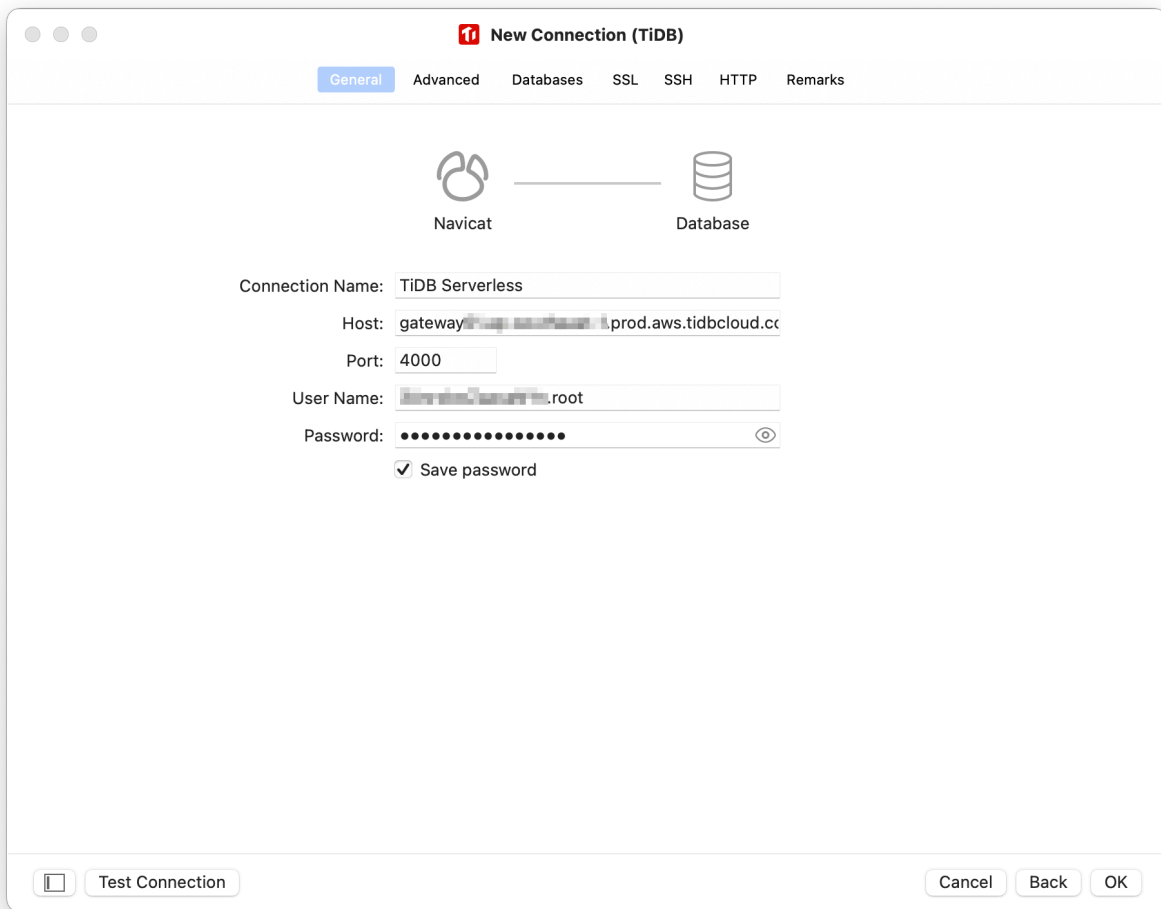 New Connection (TiDB)
General Advanced Databases SSL SSH HTTP Remarks
Navicat Database
Connection Name: TiDB Serverless
Host: gateway .prod.aws.tidbcloud.cc
Port: 4000
User Name: .root
Password: ●●●●●●●●●●●●●●●●
Save password
Test Connection Cancel Back OK